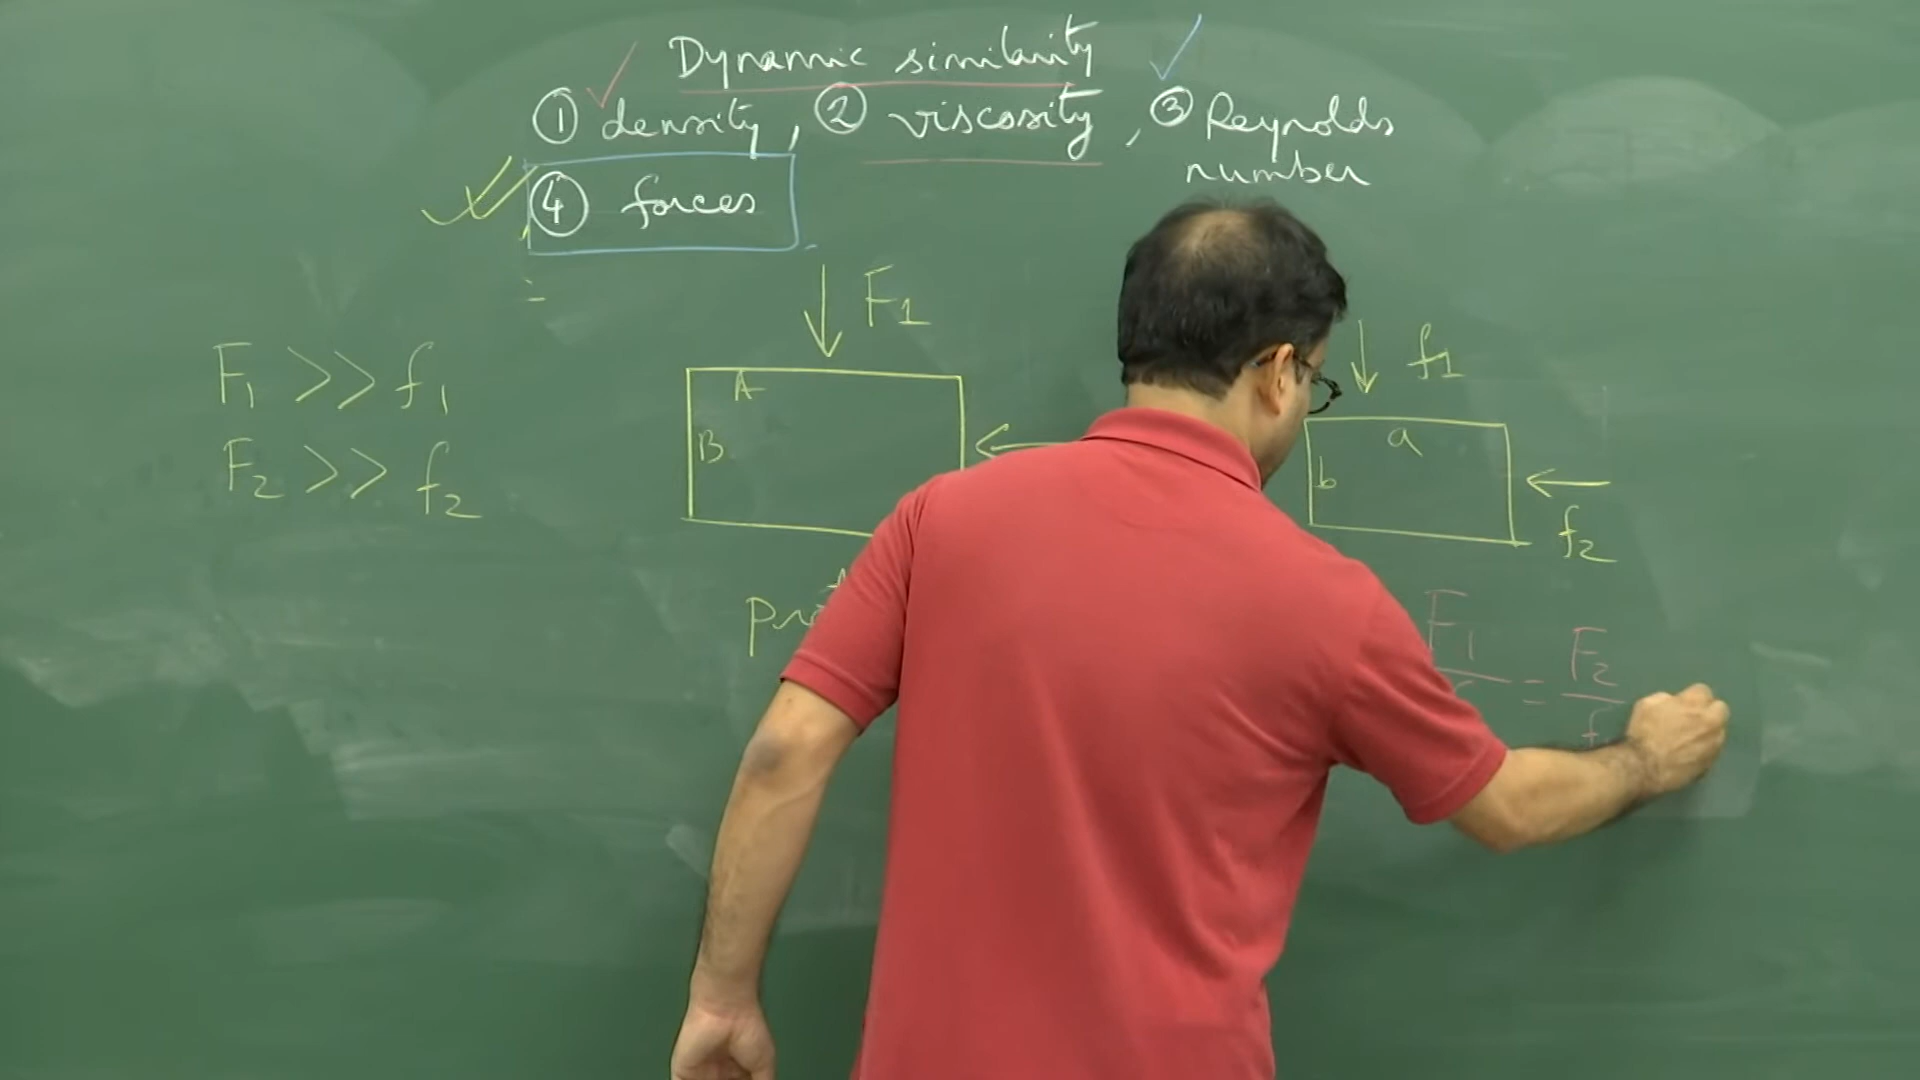 Dynamic similarity
① density, ② viscosity, ③ Reynolds
number
④ forces
F1
F1 >> f1
F2 >> f2
A
B
f1
a
b
f2
F1 = F2
f